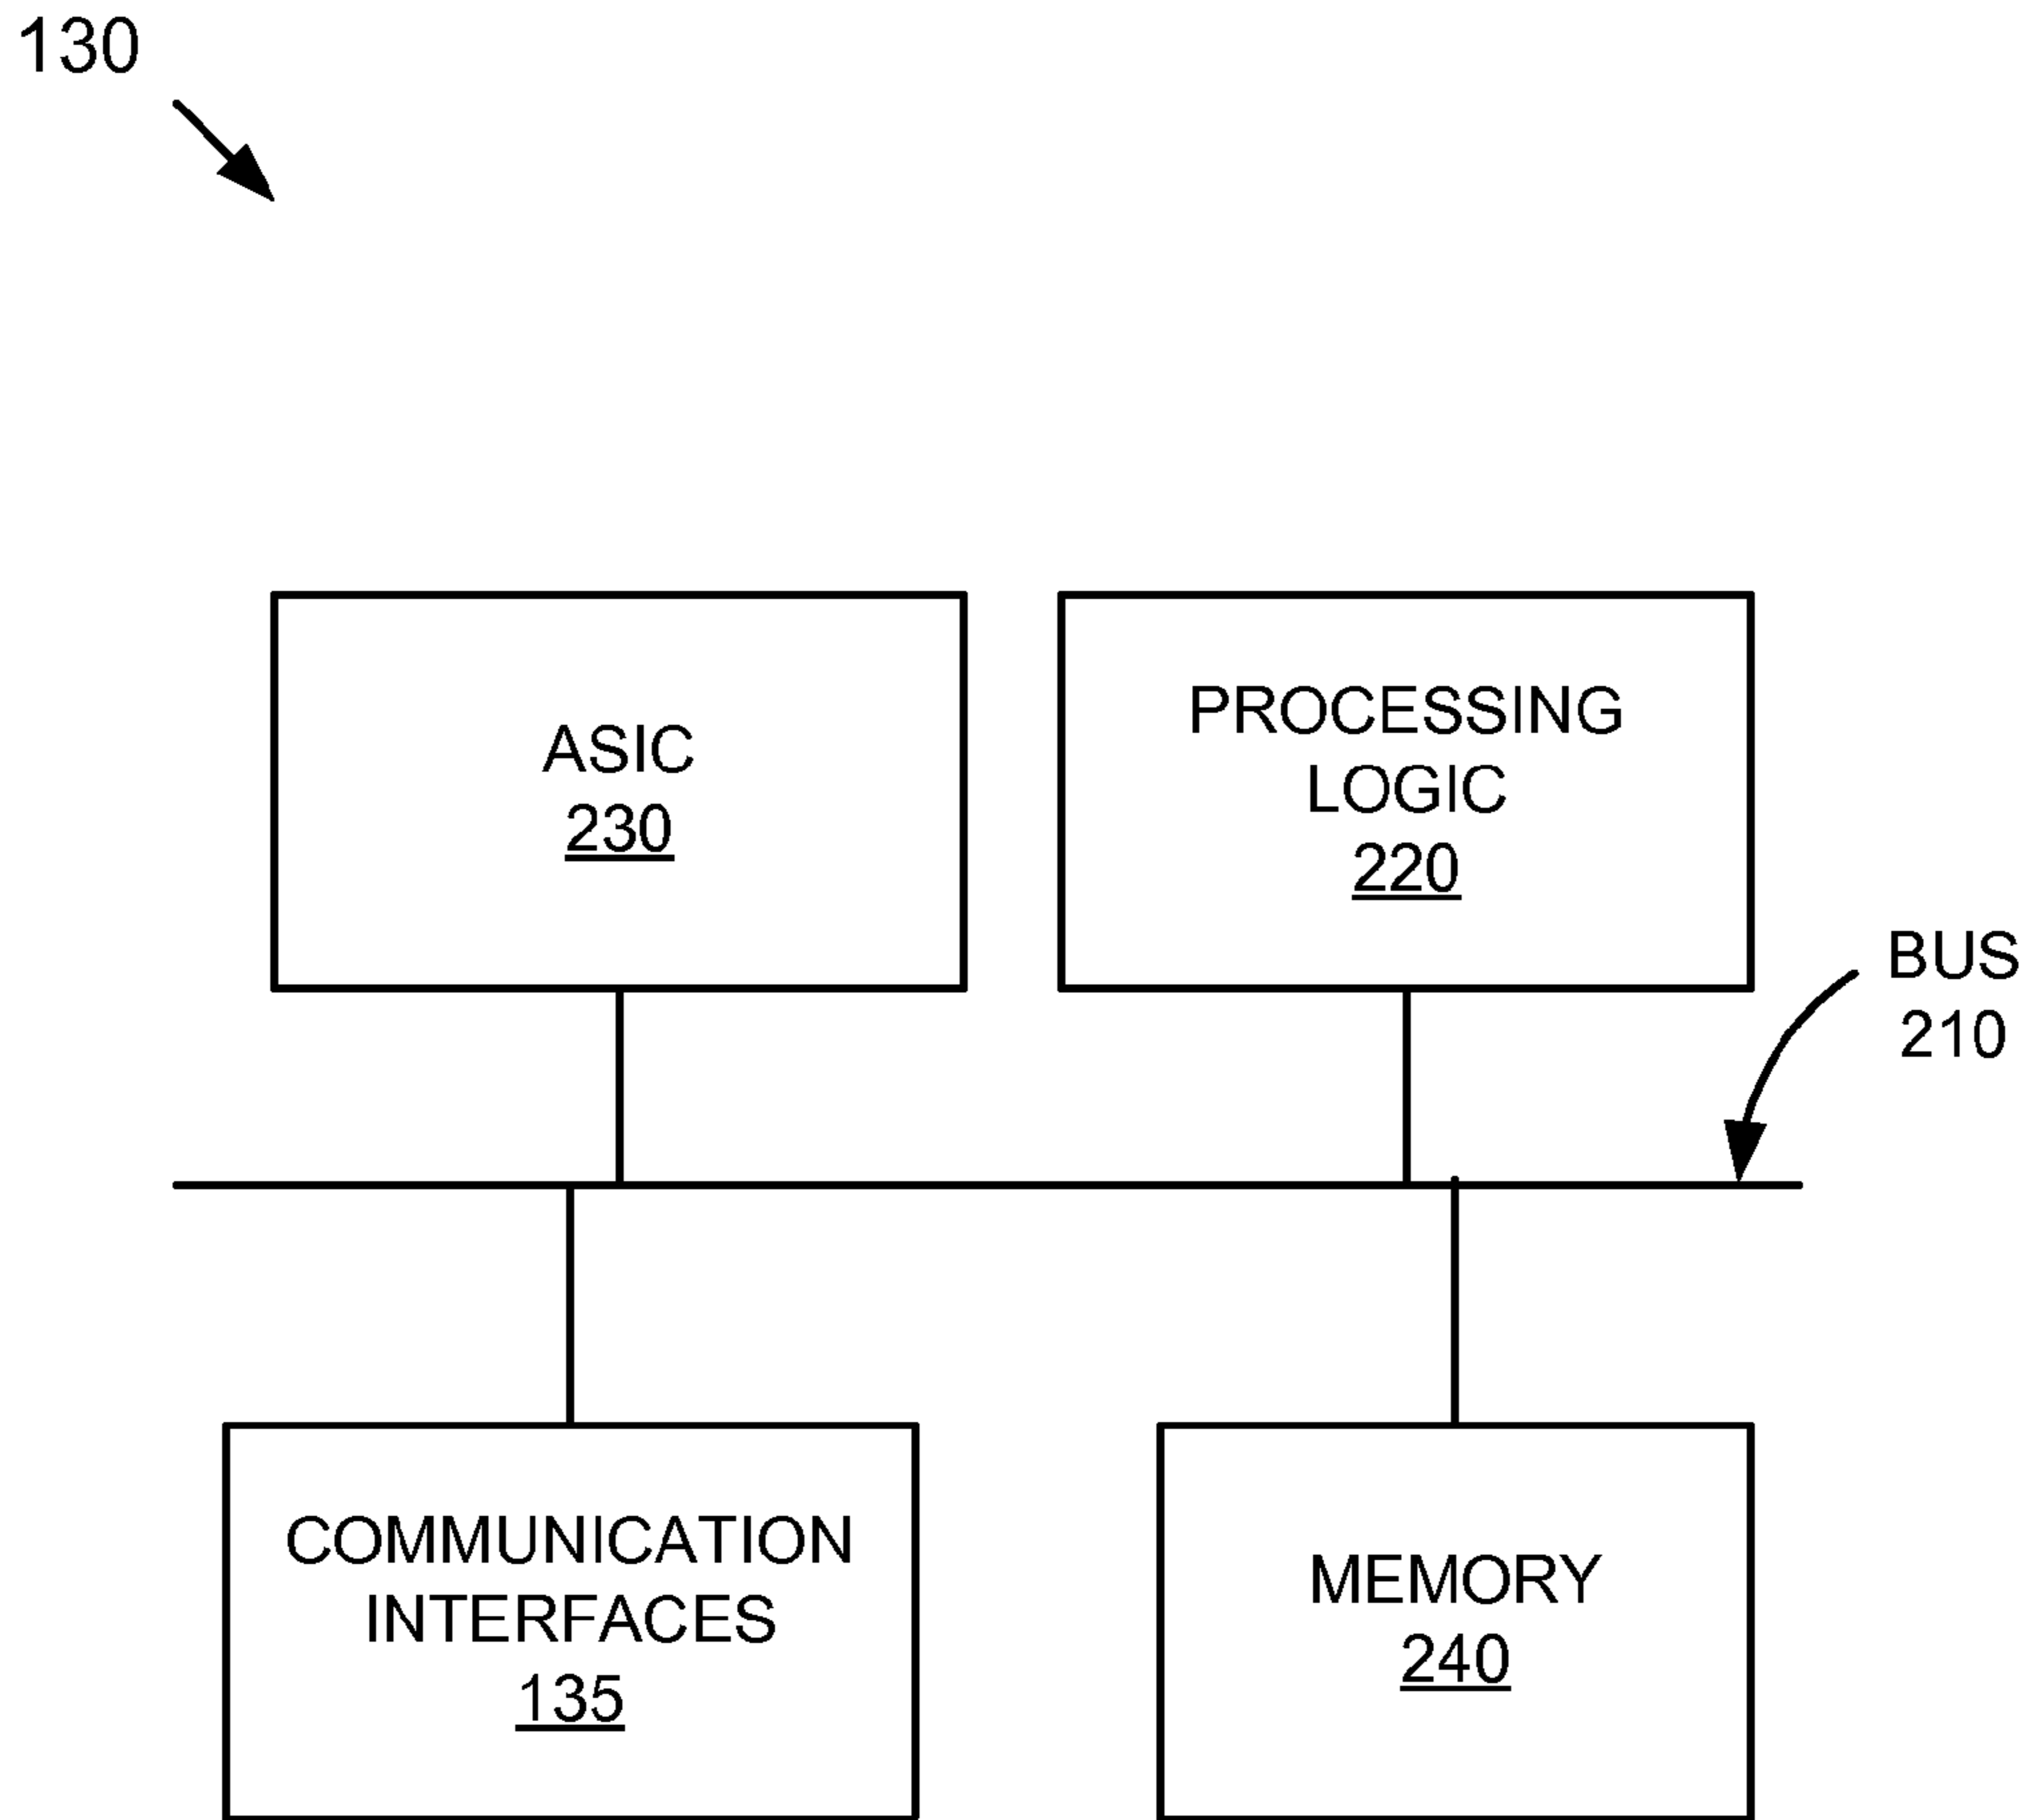 130
ASIC
230
PROCESSING
LOGIC
220
BUS
210
COMMUNICATION
INTERFACES
135
MEMORY
240